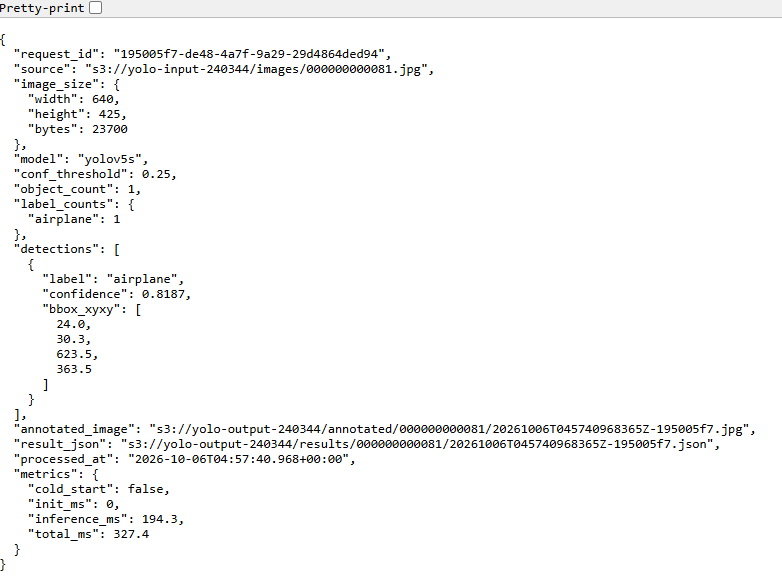 Pretty-print
{
  "request_id": "195005f7-de48-4a7f-9a29-29d4864ded94",
  "source": "s3://yolo-input-240344/images/000000000081.jpg",
  "image_size": {
    "width": 640,
    "height": 425,
    "bytes": 23700
  },
  "model": "yolov5s",
  "conf_threshold": 0.25,
  "object_count": 1,
  "label_counts": {
    "airplane": 1
  },
  "detections": [
    {
      "label": "airplane",
      "confidence": 0.8187,
      "bbox_xyxy": [
        24.0,
        30.3,
        623.5,
        363.5
      ]
    }
  ],
  "annotated_image": "s3://yolo-output-240344/annotated/000000000081/20261006T045740968365Z-195005f7.jpg",
  "result_json": "s3://yolo-output-240344/results/000000000081/20261006T045740968365Z-195005f7.json",
  "processed_at": "2026-10-06T04:57:40.968+00:00",
  "metrics": {
    "cold_start": false,
    "init_ms": 0,
    "inference_ms": 194.3,
    "total_ms": 327.4
  }
}